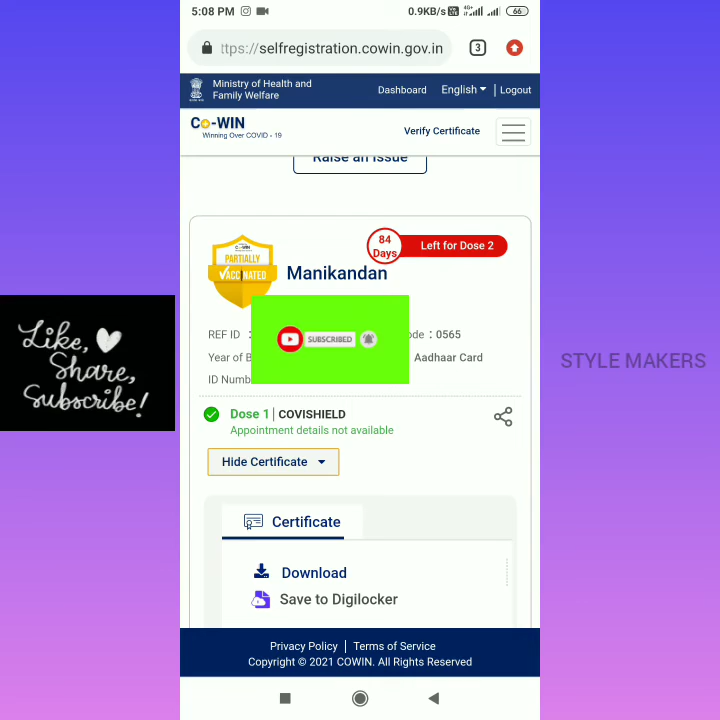 5:08 PM
0.9KB/s
4G+
66
ttps://selfregistration.cowin.gov.in
3
Ministry of Health and
Family Welfare
Dashboard
English
Logout
Co-WIN
Winning Over COVID - 19
Verify Certificate
Raise an Issue
84
Days
Left for Dose 2
Co-WIN
PARTIALLY
VACCINATED
Manikandan
REF ID :
ode : 0565
SUBSCRIBED
Year of B
Aadhaar Card
ID Numb
Like,
Share,
Subscribe!
STYLE MAKERS
Dose 1 | COVISHIELD
Appointment details not available
Hide Certificate
Certificate
Download
Save to Digilocker
Privacy Policy | Terms of Service
Copyright © 2021 COWIN. All Rights Reserved